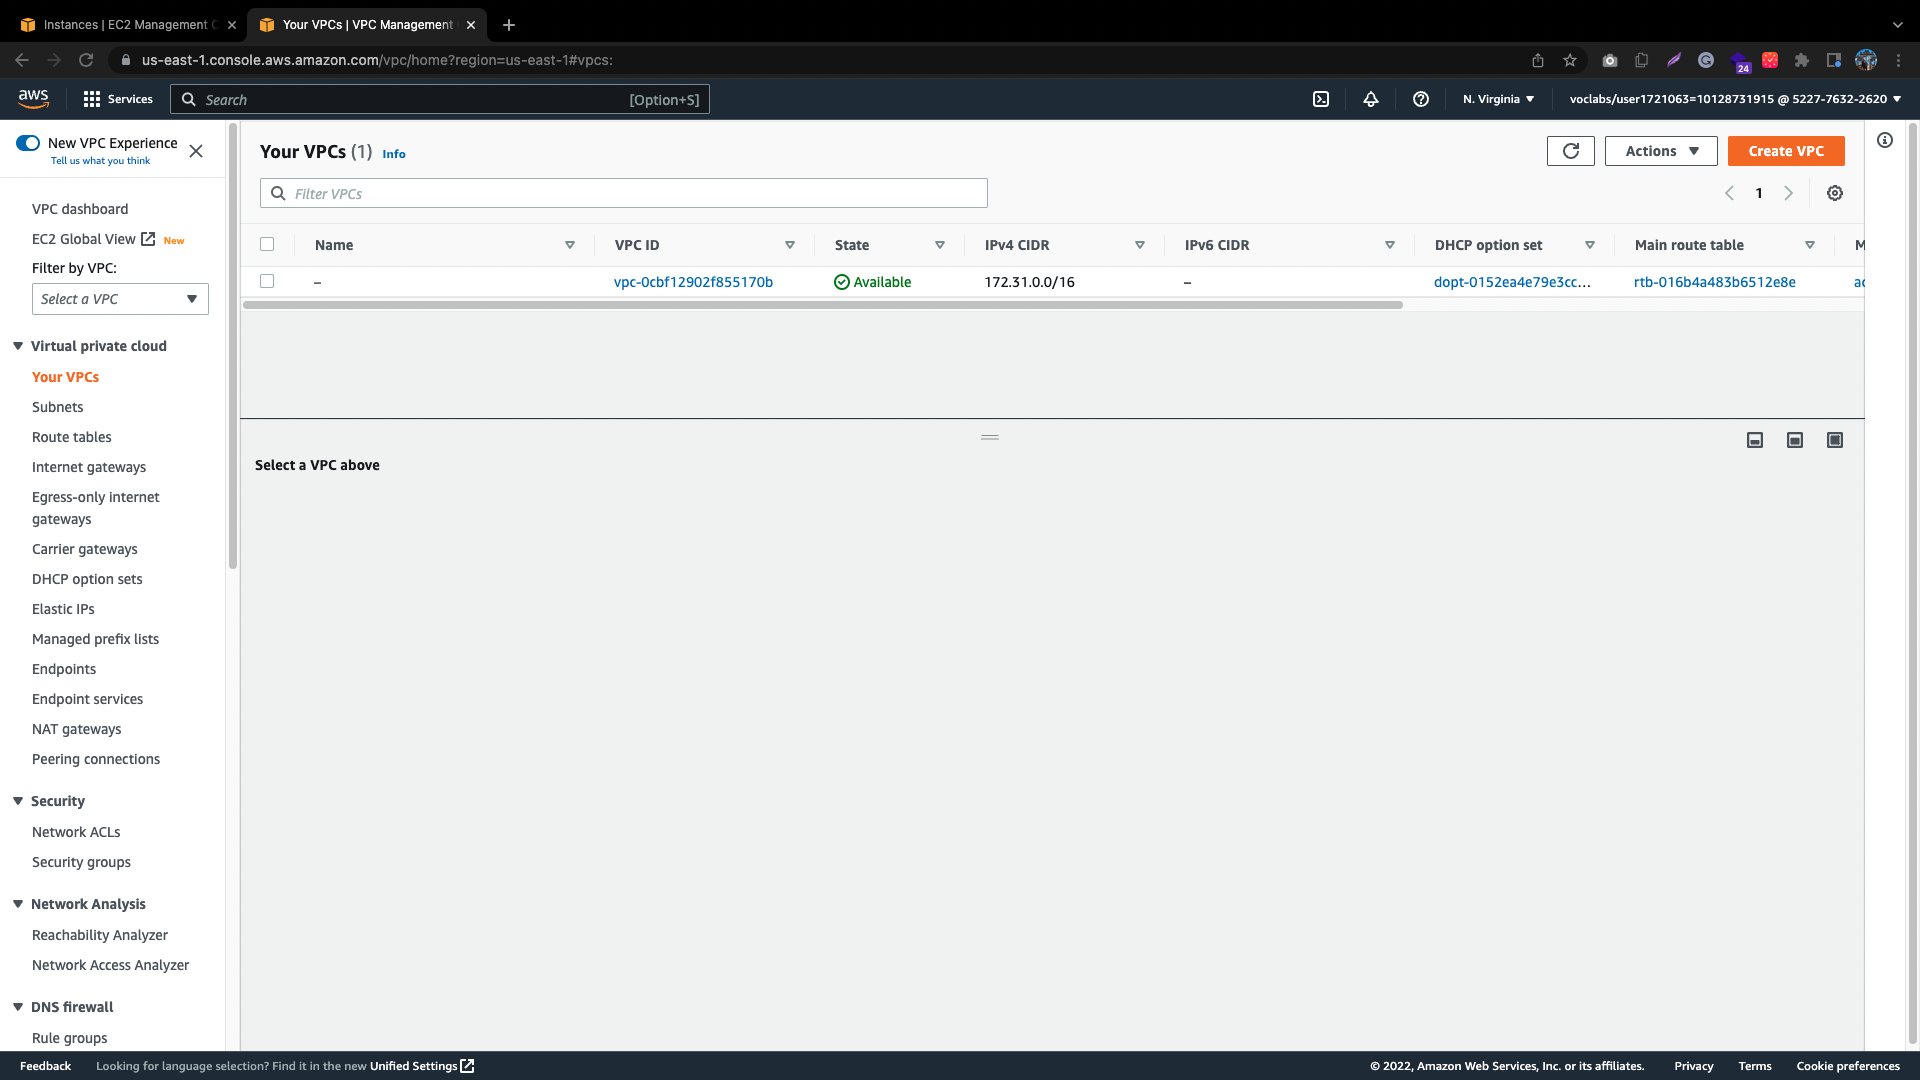 Instances | EC2 Management C
Your VPCs | VPC Management
us-east-1.console.aws.amazon.com/vpc/home?region=us-east-1#vpcs:
24
aws
Services
Search
[Option+S]
N. Virginia
voclabs/user1721063=10128731915 @ 5227-7632-2620
New VPC Experience
Tell us what you think
VPC dashboard
EC2 Global View
New
Filter by VPC:
Select a VPC
Virtual private cloud
Your VPCs
Subnets
Route tables
Internet gateways
Egress-only internet
gateways
Carrier gateways
DHCP option sets
Elastic IPs
Managed prefix lists
Endpoints
Endpoint services
NAT gateways
Peering connections
Security
Network ACLs
Security groups
Network Analysis
Reachability Analyzer
Network Access Analyzer
DNS firewall
Rule groups
Your VPCs (1) Info
Actions
Create VPC
Filter VPCs
1
Name VPC ID State IPv4 CIDR IPv6 CIDR DHCP option set Main route table M
– vpc-0cbf12902f855170b Available 172.31.0.0/16 – dopt-0152ea4e79e3cc... rtb-016b4a483b6512e8e ac
Select a VPC above
Feedback
Looking for language selection? Find it in the new Unified Settings
© 2022, Amazon Web Services, Inc. or its affiliates.
Privacy
Terms
Cookie preferences